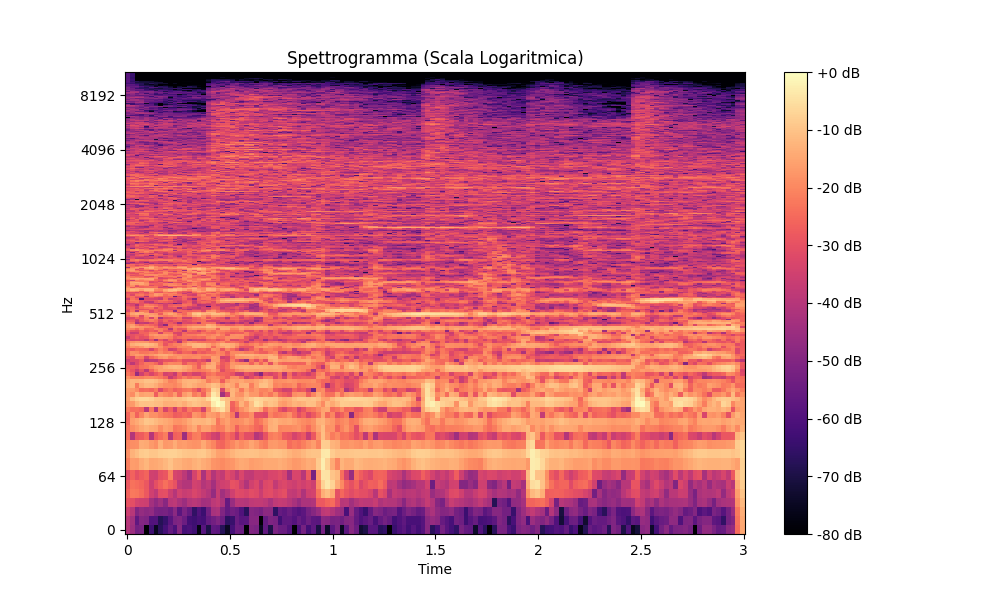 Spettrogramma (Scala Logaritmica)
Hz
8192
4096
2048
1024
512
256
128
64
0
0 0.5 1 1.5 2 2.5 3
Time
+0 dB
-10 dB
-20 dB
-30 dB
-40 dB
-50 dB
-60 dB
-70 dB
-80 dB